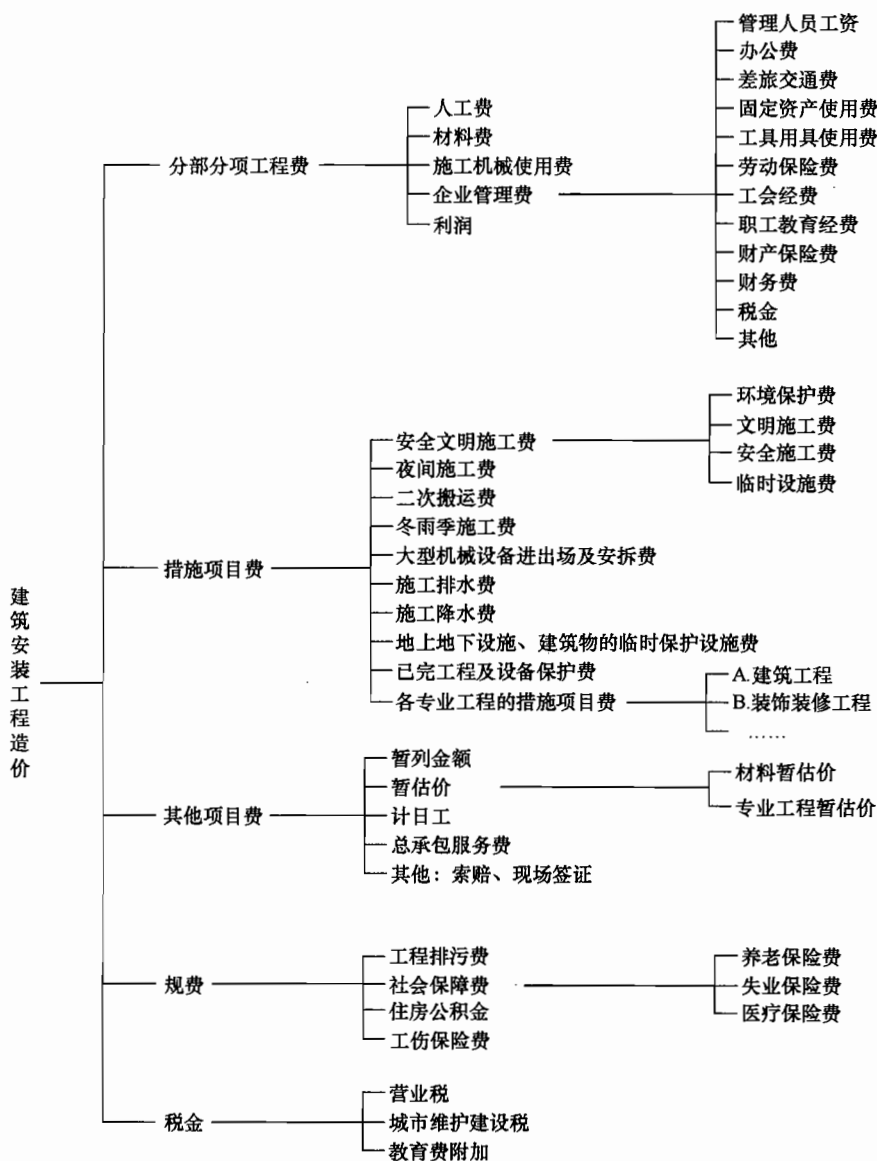 建筑安装工程造价
分部分项工程费
人工费
材料费
施工机械使用费
企业管理费
利润
管理人员工资
办公费
差旅交通费
固定资产使用费
工具用具使用费
劳动保险费
工会经费
职工教育经费
财产保险费
财务费
税金
其他
措施项目费
安全文明施工费
环境保护费
文明施工费
安全施工费
临时设施费
夜间施工费
二次搬运费
冬雨季施工费
大型机械设备进出场及安拆费
施工排水费
施工降水费
地上地下设施、建筑物的临时保护设施费
已完工程及设备保护费
各专业工程的措施项目费
A.建筑工程
B.装饰装修工程
……
其他项目费
暂列金额
暂估价
材料暂估价
专业工程暂估价
计日工
总承包服务费
其他：索赔、现场签证
规费
工程排污费
社会保障费
养老保险费
失业保险费
医疗保险费
住房公积金
工伤保险费
税金
营业税
城市维护建设税
教育费附加